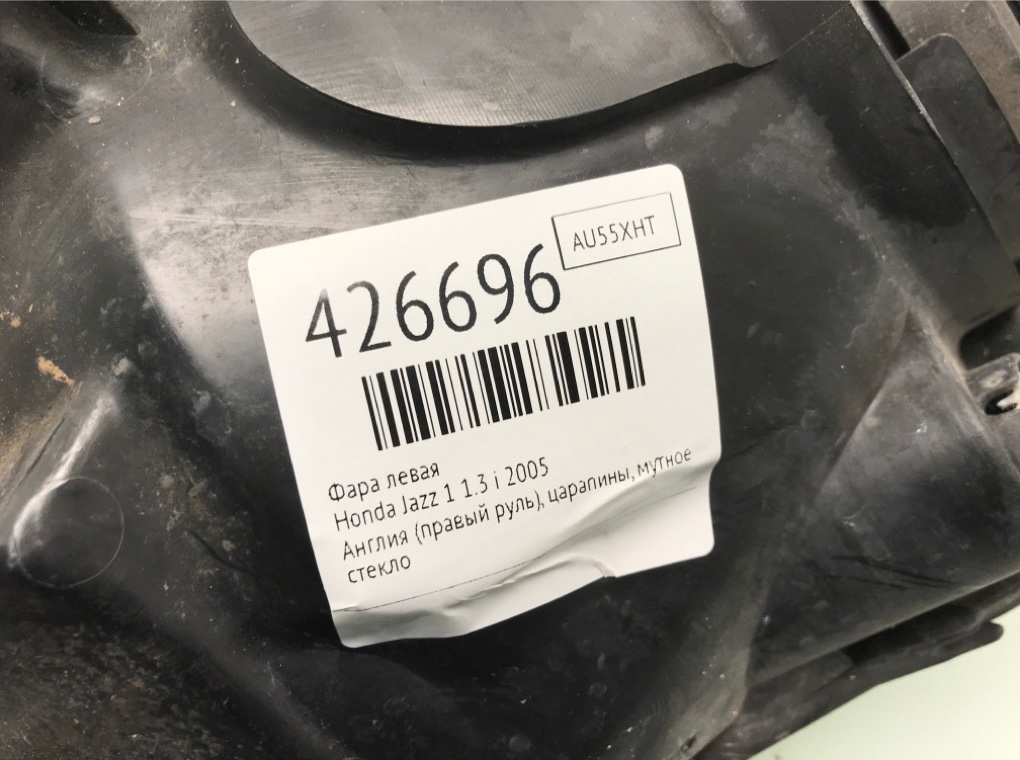 AU55XHT
426696
Фара левая
Honda Jazz 1 1.3 i 2005
Англия (правый руль), царапины, мутное
стекло